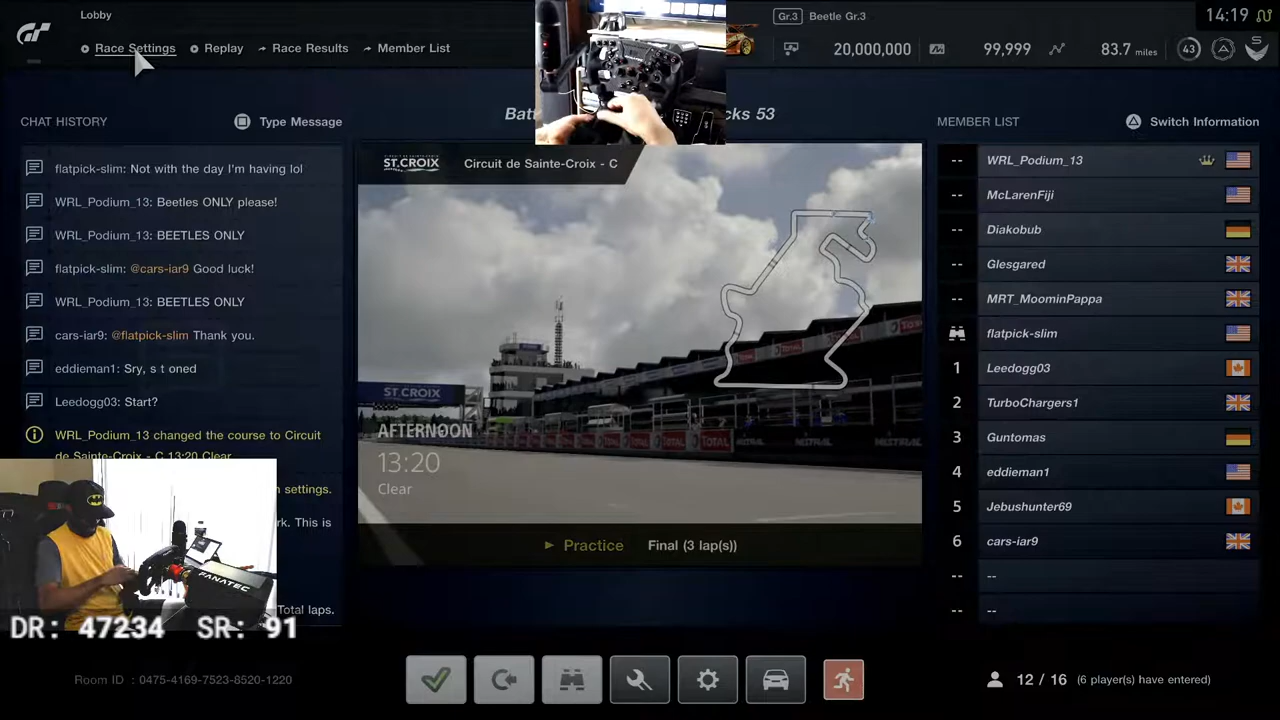 Lobby
Race Settings Replay Race Results Member List
Gr.3 Beetle Gr.3
20,000,000 99,999 83.7 miles
14:19
43
S
CHAT HISTORY
Type Message
flatpick-slim: Not with the day I'm having lol
WRL_Podium_13: Beetles ONLY please!
WRL_Podium_13: BEETLES ONLY
flatpick-slim: @cars-iar9 Good luck!
WRL_Podium_13: BEETLES ONLY
cars-iar9: @flatpick-slim Thank you.
eddieman1: Sry, s t oned
Leedogg03: Start?
WRL_Podium_13 changed the course to Circuit
de Sainte-Croix - C 13:20 Clear
settings.
This is
Total laps.
FANATEC
DR: 47234 SR: 91
Room ID : 0475-4169-7523-8520-1220
cks 53
ST.CROIX
Circuit de Sainte-Croix - C
ST.CROIX
TOTAL
TOTAL
AFTERNOON
13:20
Clear
Practice Final (3 lap(s))
MEMBER LIST
Switch Information
-- WRL_Podium_13
-- McLarenFiji
-- Diakobub
-- Glesgared
-- MRT_MoominPappa
flatpick-slim
1 Leedogg03
2 TurboChargers1
3 Guntomas
4 eddieman1
5 Jebushunter69
6 cars-iar9
-- --
-- --
12 / 16 (6 player(s) have entered)